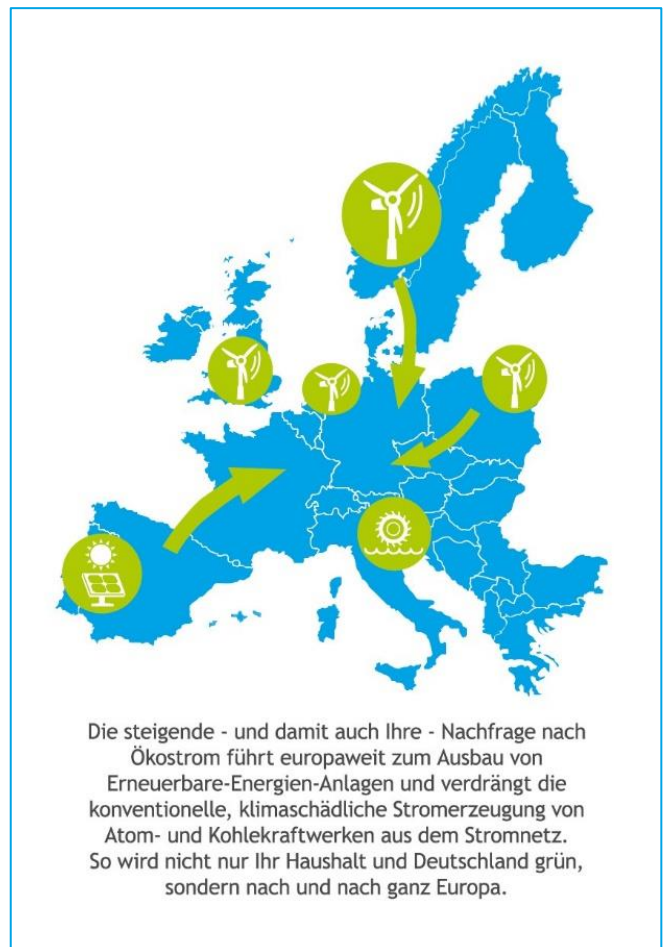 Die steigende - und damit auch Ihre - Nachfrage nach
Ökostrom führt europaweit zum Ausbau von
Erneuerbare-Energien-Anlagen und verdrängt die
konventionelle, klimaschädliche Stromerzeugung von
Atom- und Kohlekraftwerken aus dem Stromnetz.
So wird nicht nur Ihr Haushalt und Deutschland grün,
sondern nach und nach ganz Europa.